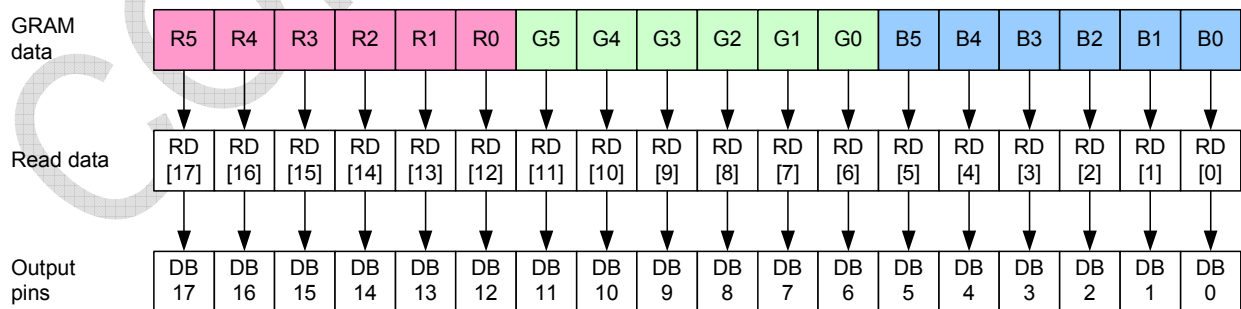 GRAM data R5 R4 R3 R2 R1 R0 G5 G4 G3 G2 G1 G0 B5 B4 B3 B2 B1 B0
Read data RD [17] RD [16] RD [15] RD [14] RD [13] RD [12] RD [11] RD [10] RD [9] RD [8] RD [7] RD [6] RD [5] RD [4] RD [3] RD [2] RD [1] RD [0]
Output pins DB 17 DB 16 DB 15 DB 14 DB 13 DB 12 DB 11 DB 10 DB 9 DB 8 DB 7 DB 6 DB 5 DB 4 DB 3 DB 2 DB 1 DB 0